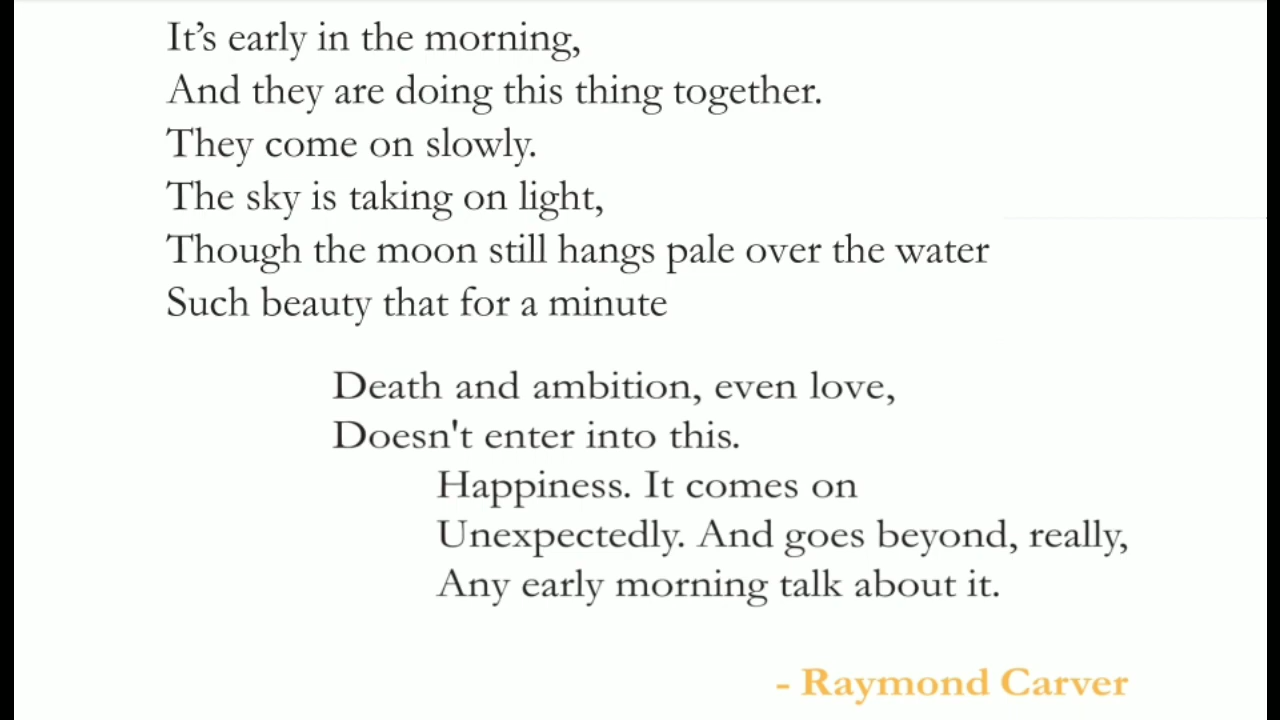 It’s early in the morning,
And they are doing this thing together.
They come on slowly.
The sky is taking on light,
Though the moon still hangs pale over the water
Such beauty that for a minute
Death and ambition, even love,
Doesn't enter into this.
Happiness. It comes on
Unexpectedly. And goes beyond, really,
Any early morning talk about it.
- Raymond Carver